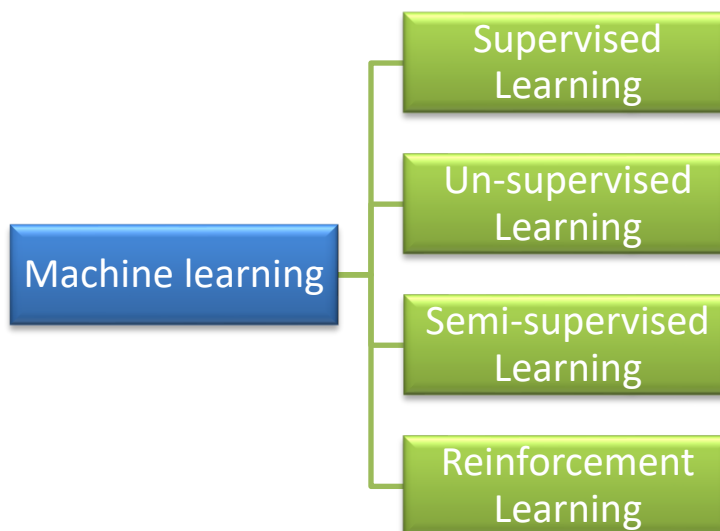 Supervised
Learning
Un-supervised
Learning
Machine learning
Semi-supervised
Learning
Reinforcement
Learning